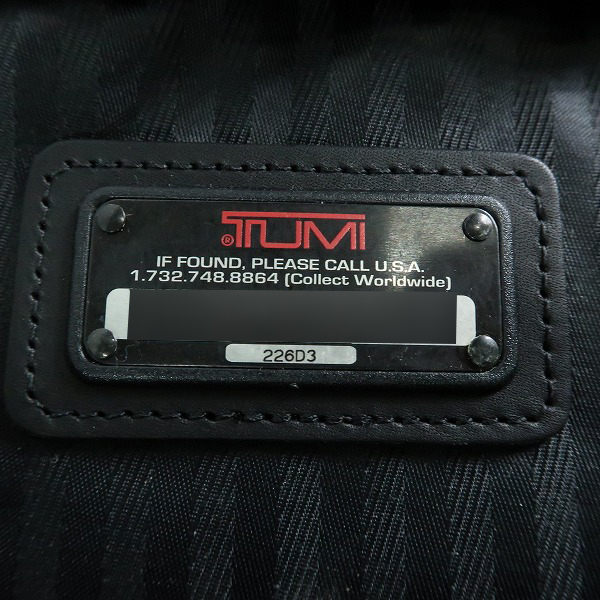 ®TUMI
IF FOUND, PLEASE CALL U.S.A.
1.732.748.8864 (Collect Worldwide)
226D3